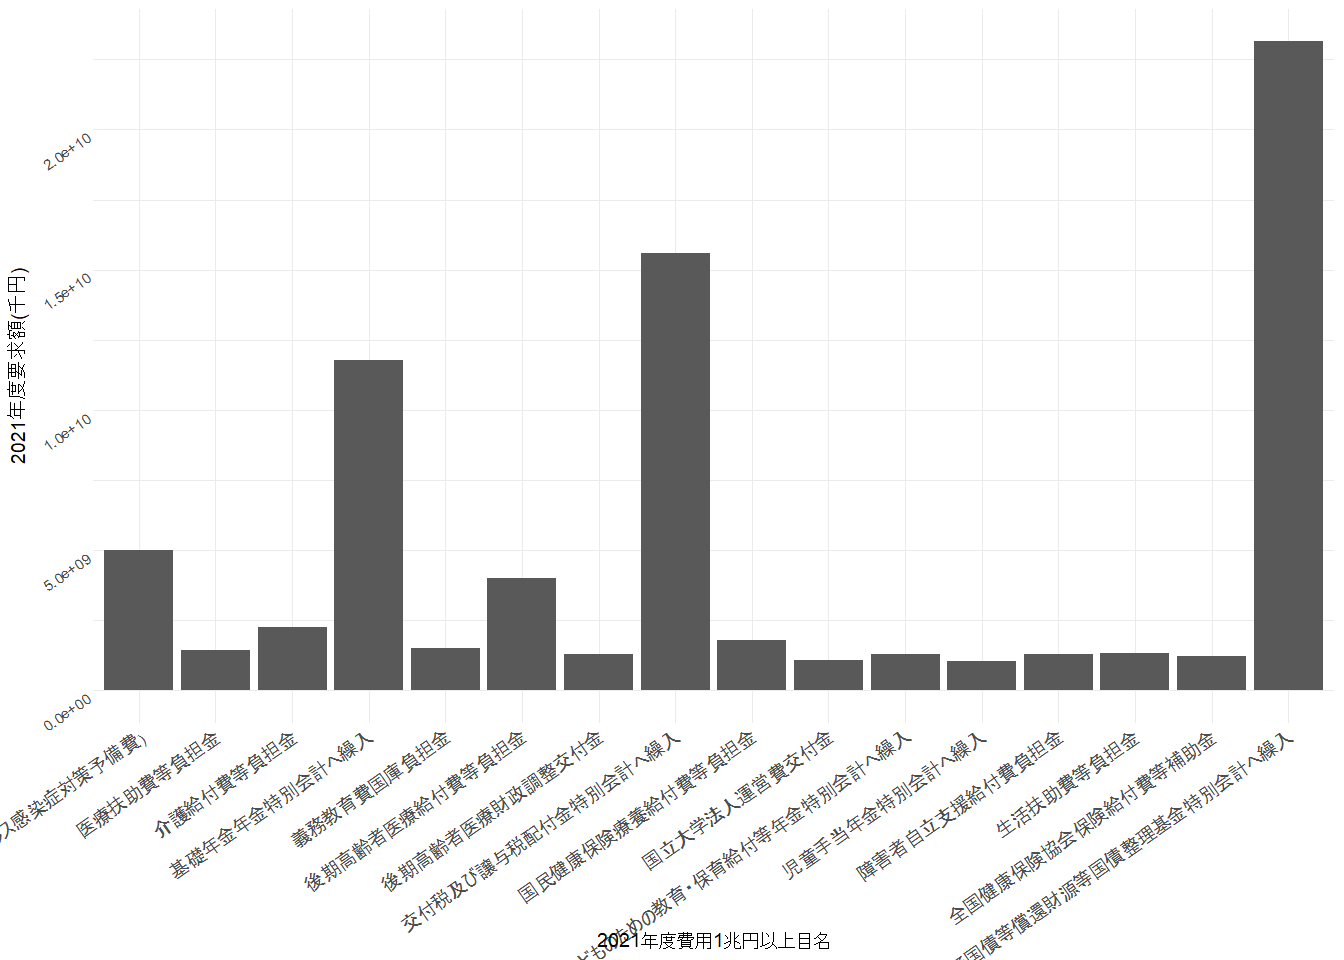 2021年度要求額(千円)
2.0e+10
1.5e+10
1.0e+10
5.0e+09
0.0e+00
ス感染症対策予備費)
医療扶助費等負担金
介護給付費等負担金
基礎年金年金特別会計へ繰入
義務教育費国庫負担金
後期高齢者医療給付費等負担金
後期高齢者医療財政調整交付金
交付税及び譲与税配付金特別会計へ繰入
国民健康保険療養給付費等負担金
国立大学法人運営費交付金
どものための教育・保育給付等年金特別会計へ繰入
児童手当年金特別会計へ繰入
障害者自立支援給付費負担金
生活扶助費等負担金
全国健康保険協会保険給付費等補助金
国債等償還財源等国債整理基金特別会計へ繰入
2021年度費用1兆円以上目名